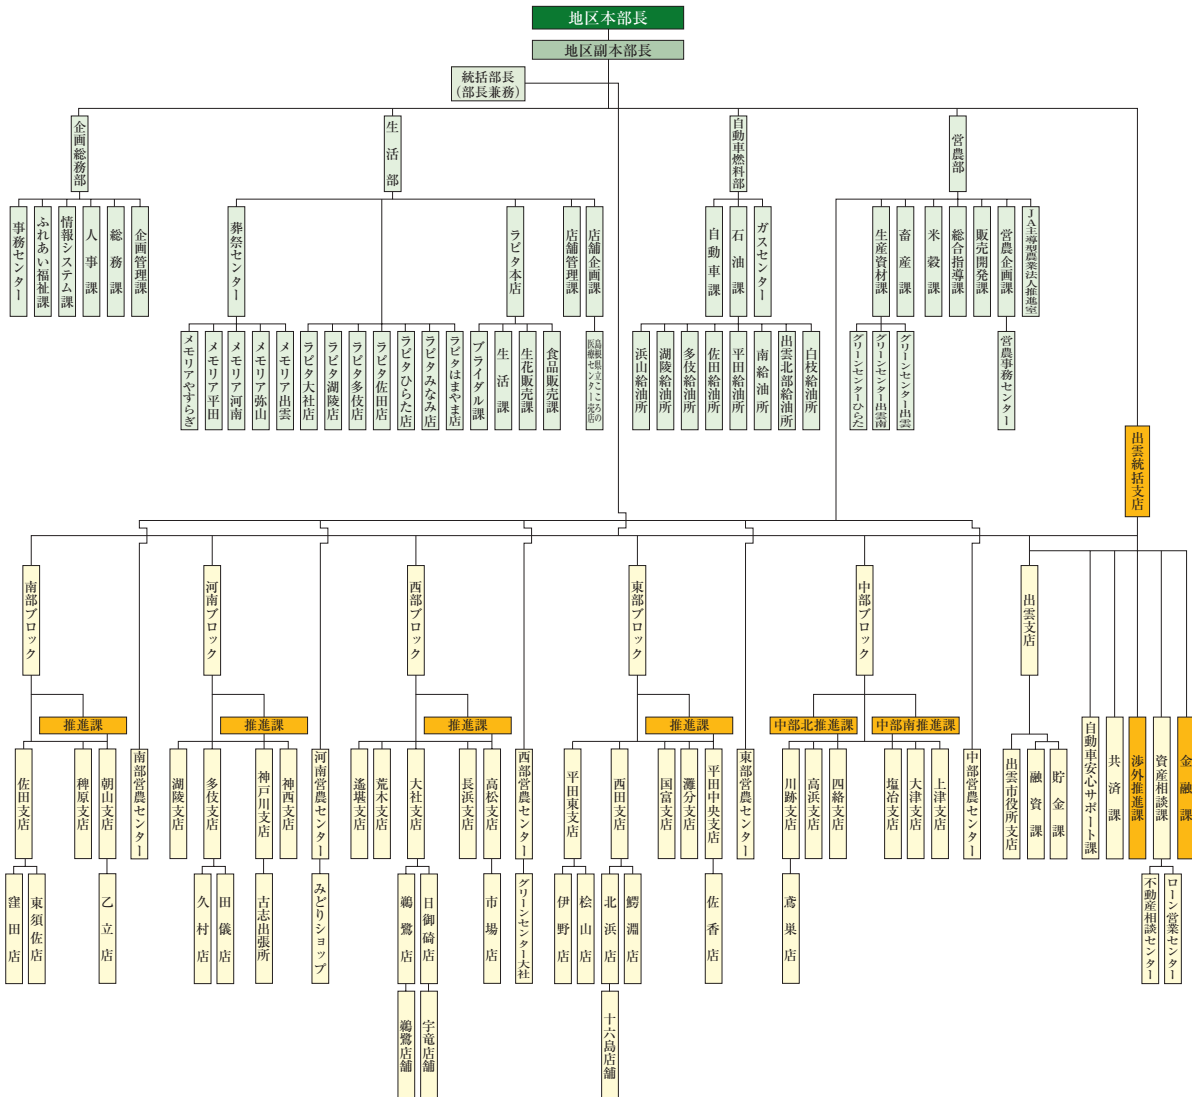 地区本部長
地区副本部長
統括部長
(部長兼務)
企画総務部
生活部
自動車燃料部
営農部
事務センター
ふれあい福祉課
情報システム課
人事課
総務課
企画管理課
葬祭センター
ラピタ本店
店舗管理課
店舗企画課
自動車課
石油課
ガスセンター
生産資材課
畜産課
米穀課
総合指導課
販売開発課
営農企画課
JA主導型農業法人推進室
メモリアやすらぎ
メモリア平田
メモリア河南
メモリア弥山
メモリア出雲
ラピタ大社店
ラピタ湖陵店
ラピタ多伎店
ラピタ佐田店
ラピタひらた店
ラピタみなみ店
ラピタはまやま店
ブライダル課
生活課
生花販売課
食品販売課
島根県立こころの
医療センター売店
浜山給油所
湖陵給油所
多伎給油所
佐田給油所
平田給油所
南給油所
出雲北部給油所
白枝給油所
グリーンセンターひらた
グリーンセンター出雲南
グリーンセンター出雲
営農事務センター
出雲統括支店
南部ブロック
河南ブロック
西部ブロック
東部ブロック
中部ブロック
出雲支店
推進課
推進課
推進課
推進課
中部北推進課
中部南推進課
佐田支店
稗原支店
朝山支店
南部営農センター
湖陵支店
多伎支店
神戸川支店
神西支店
河南営農センター
遙堪支店
荒木支店
大社支店
長浜支店
高松支店
西部営農センター
平田東支店
西田支店
国富支店
灘分支店
平田中央支店
東部営農センター
川跡支店
高浜支店
四絡支店
塩冶支店
大津支店
上津支店
中部営農センター
出雲市役所支店
融資課
貯金課
自動車安心サポート課
共済課
渉外推進課
資産相談課
金融課
窪田店
東須佐店
乙立店
久村店
田儀店
古志出張所
みどりショップ
鵜鷺店
日御碕店
市場店
グリーンセンター大社
伊野店
桧山店
北浜店
鰐淵店
佐香店
鳶巣店
不動産相談センター
ローン営業センター
鵜鷺店舗
宇竜店舗
十六島店舗